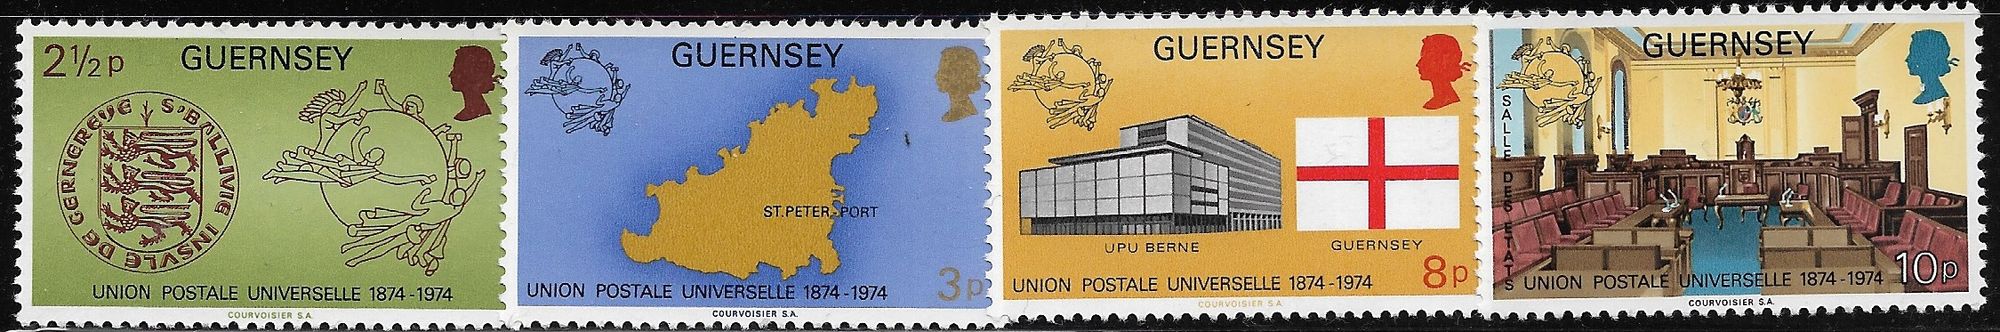 2½p GUERNSEY
S'BALLIVIE INSVLE DE GERNEREYE
UNION POSTALE UNIVERSELLE 1874-1974
COURVOISIER S.A.
GUERNSEY
ST. PETER-PORT
3p
UNION POSTALE UNIVERSELLE 1874-1974
COURVOISIER S.A.
GUERNSEY
UPU BERNE
GUERNSEY
8p
UNION POSTALE UNIVERSELLE 1874-1974
COURVOISIER S.A.
GUERNSEY
SALLE DES ETATS
10p
UNION POSTALE UNIVERSELLE 1874-1974
COURVOISIER S.A.